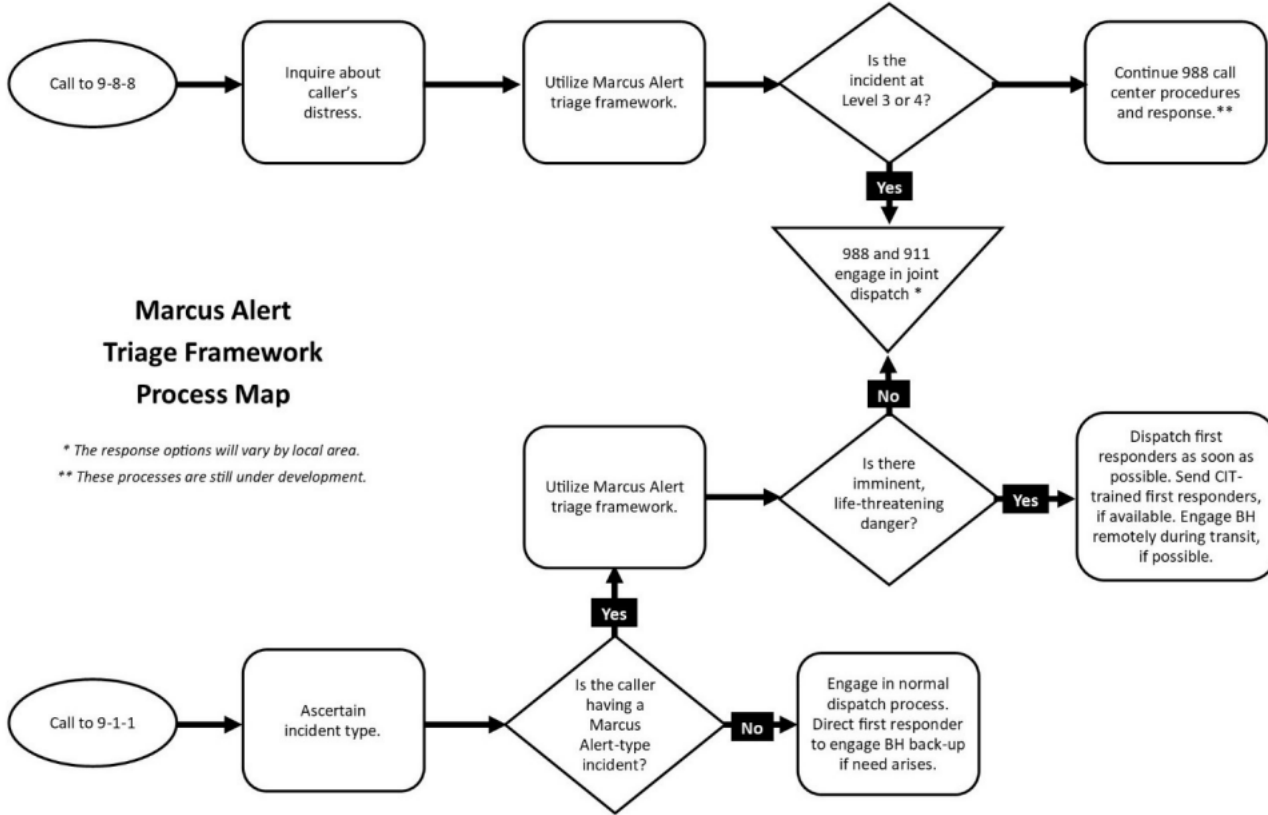 Call to 9-8-8
Inquire about
caller's
distress.
Utilize Marcus Alert
triage framework.
Is the
incident at
Level 3 or 4?
Continue 988 call
center procedures
and response.**
Yes
988 and 911
engage in joint
dispatch *
Marcus Alert
Triage Framework
Process Map
* The response options will vary by local area.
** These processes are still under development.
No
Utilize Marcus Alert
triage framework.
Is there
imminent,
life-threatening
danger?
Yes
Dispatch first
responders as soon as
possible. Send CIT-
trained first responders,
if available. Engage BH
remotely during transit,
if possible.
Yes
Call to 9-1-1
Ascertain
incident type.
Is the caller
having a
Marcus
Alert-type
incident?
No
Engage in normal
dispatch process.
Direct first responder
to engage BH back-up
if need arises.